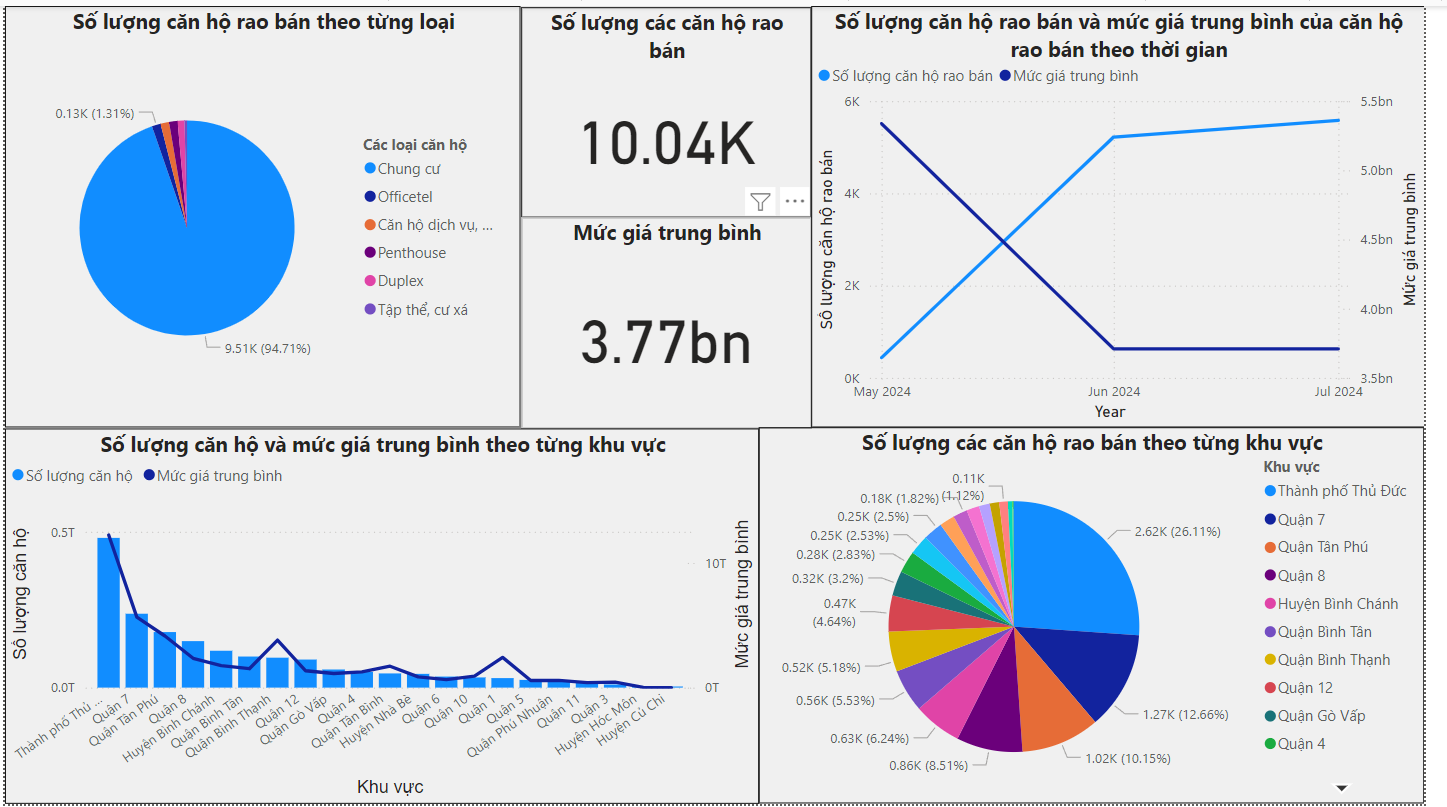 Số lượng căn hộ rao bán theo từng loại
0.13K (1.31%)
9.51K (94.71%)
Các loại căn hộ
Chung cư
Officetel
Căn hộ dịch vụ, ...
Penthouse
Duplex
Tập thể, cư xá
Số lượng các căn hộ rao
bán
10.04K
Mức giá trung bình
3.77bn
Số lượng căn hộ rao bán và mức giá trung bình của căn hộ
rao bán theo thời gian
Số lượng căn hộ rao bán
Mức giá trung bình
Số lượng căn hộ rao bán
6K
4K
2K
0K
5.5bn
5.0bn
4.5bn
4.0bn
3.5bn
Mức giá trung bình
May 2024
Jun 2024
Jul 2024
Year
Số lượng căn hộ và mức giá trung bình theo từng khu vực
Số lượng căn hộ
Mức giá trung bình
Số lượng căn hộ
0.5T
0.0T
10T
0T
Mức giá trung bình
Thành phố Thủ ...
Quận 7
Quận Tân Phú
Quận 8
Huyện Bình Chánh
Quận Bình Tân
Quận Bình Thạnh
Quận 12
Quận Gò Vấp
Quận 4
Quận Tân Bình
Huyện Nhà Bè
Quận 6
Quận 10
Quận 1
Quận 5
Quận Phú Nhuận
Quận 11
Quận 3
Huyện Hóc Môn
Huyện Củ Chi
Khu vực
Số lượng các căn hộ rao bán theo từng khu vực
2.62K (26.11%)
1.27K (12.66%)
1.02K (10.15%)
0.86K (8.51%)
0.63K (6.24%)
0.56K (5.53%)
0.52K (5.18%)
0.47K
(4.64%)
0.32K (3.2%)
0.28K (2.83%)
0.25K (2.53%)
0.25K (2.5%)
0.18K (1.82%)
0.11K
(1.12%)
Khu vực
Thành phố Thủ Đức
Quận 7
Quận Tân Phú
Quận 8
Huyện Bình Chánh
Quận Bình Tân
Quận Bình Thạnh
Quận 12
Quận Gò Vấp
Quận 4